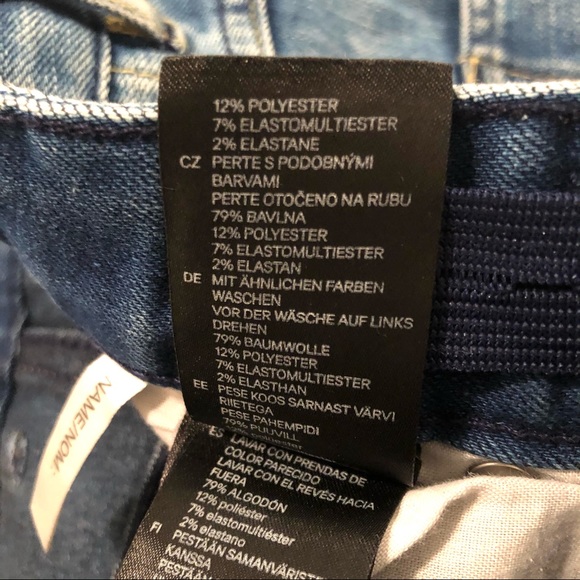 12% POLYESTER
7% ELASTOMULTIESTER
2% ELASTANE
CZ PERTE S PODOBNÝMI
BARVAMI
PERTE OTOČENO NA RUBU
79% BAVLNA
12% POLYESTER
7% ELASTOMULTIESTER
2% ELASTAN
DE MIT ÄHNLICHEN FARBEN
WASCHEN
VOR DER WÄSCHE AUF LINKS
DREHEN
79% BAUMWOLLE
12% POLYESTER
7% ELASTOMULTIESTER
2% ELASTHAN
EE PESE KOOS SARNAST VÄRVI
RIIETEGA
PESE PAHEMPIDI
79% PUUVILL
ES LAVAR CON PRENDAS DE
COLOR PARECIDO
LAVAR CON EL REVÉS HACIA
FUERA
79% ALGODÓN
12% poliéster
7% elastomultiéster
2% elastano
FI PESTÄÄN SAMANVÄRISTEN
KANSSA
NAME/NOM: